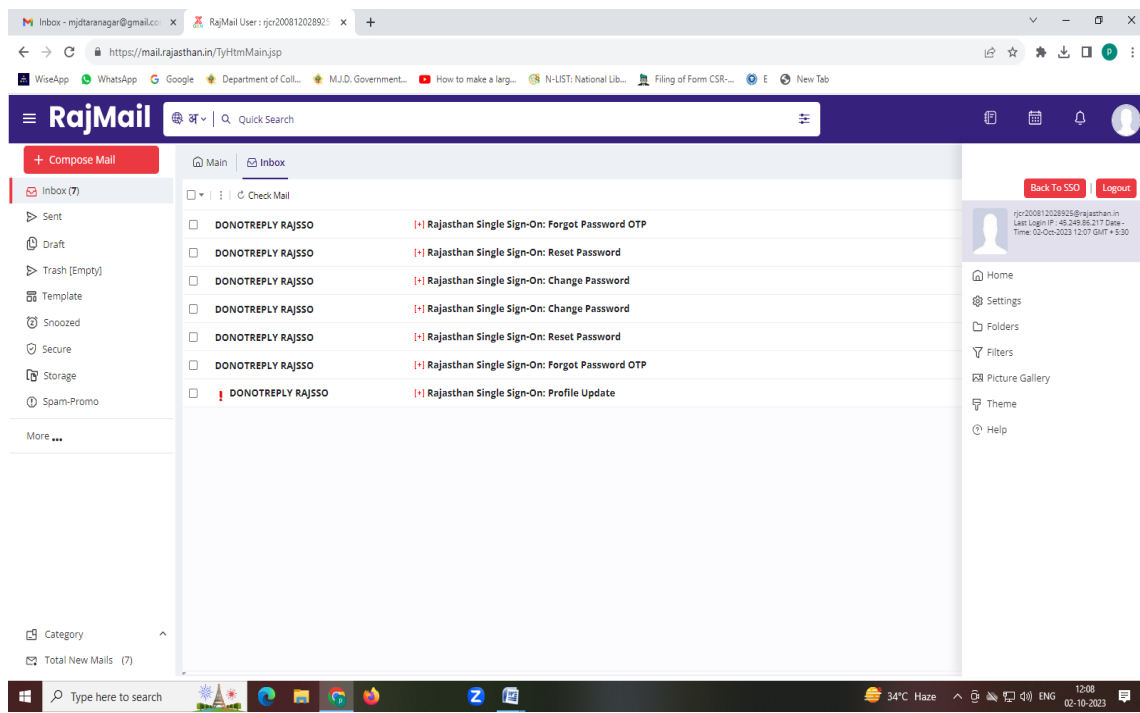 Inbox - mjdtaranagar@gmail.co
RajMail User : rjcr200812028925
https://mail.rajasthan.in/TyHtmMain.jsp
WiseApp WhatsApp Google Department of Coll... M.J.D. Government... How to make a larg... N-LIST: National Lib... Filing of Form CSR-... E New Tab
RajMail अ Quick Search
+ Compose Mail
Inbox (7)
Sent
Draft
Trash [Empty]
Template
Snoozed
Secure
Storage
Spam-Promo
More ...
Category
Total New Mails (7)
Main Inbox
Check Mail
DONOTREPLY RAJSSO [+] Rajasthan Single Sign-On: Forgot Password OTP
DONOTREPLY RAJSSO [+] Rajasthan Single Sign-On: Reset Password
DONOTREPLY RAJSSO [+] Rajasthan Single Sign-On: Change Password
DONOTREPLY RAJSSO [+] Rajasthan Single Sign-On: Change Password
DONOTREPLY RAJSSO [+] Rajasthan Single Sign-On: Reset Password
DONOTREPLY RAJSSO [+] Rajasthan Single Sign-On: Forgot Password OTP
! DONOTREPLY RAJSSO [+] Rajasthan Single Sign-On: Profile Update
Back To SSO | Logout
rjcr200812028925@rajasthan.in
Last Login IP : 45.249.86.217 Date -
Time: 02-Oct-2023 12:07 GMT + 5:30
Home
Settings
Folders
Filters
Picture Gallery
Theme
Help
Type here to search
34°C Haze
ENG
12:08
02-10-2023